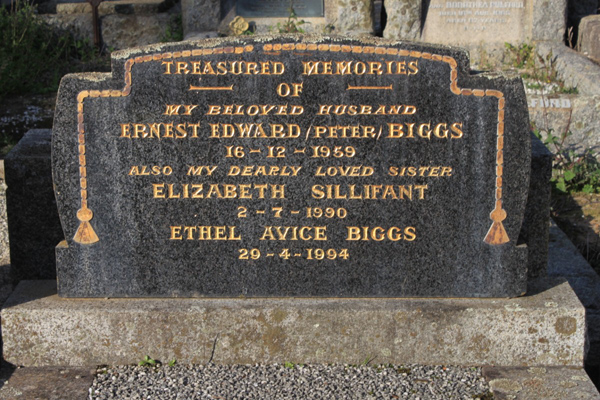 TREASURED MEMORIES
OF
MY BELOVED HUSBAND
ERNEST EDWARD (PETER) BIGGS
16-12-1959
ALSO MY DEARLY LOVED SISTER
ELIZABETH SILLIFANT
2-7-1990
ETHEL AVICE BIGGS
29-4-1994